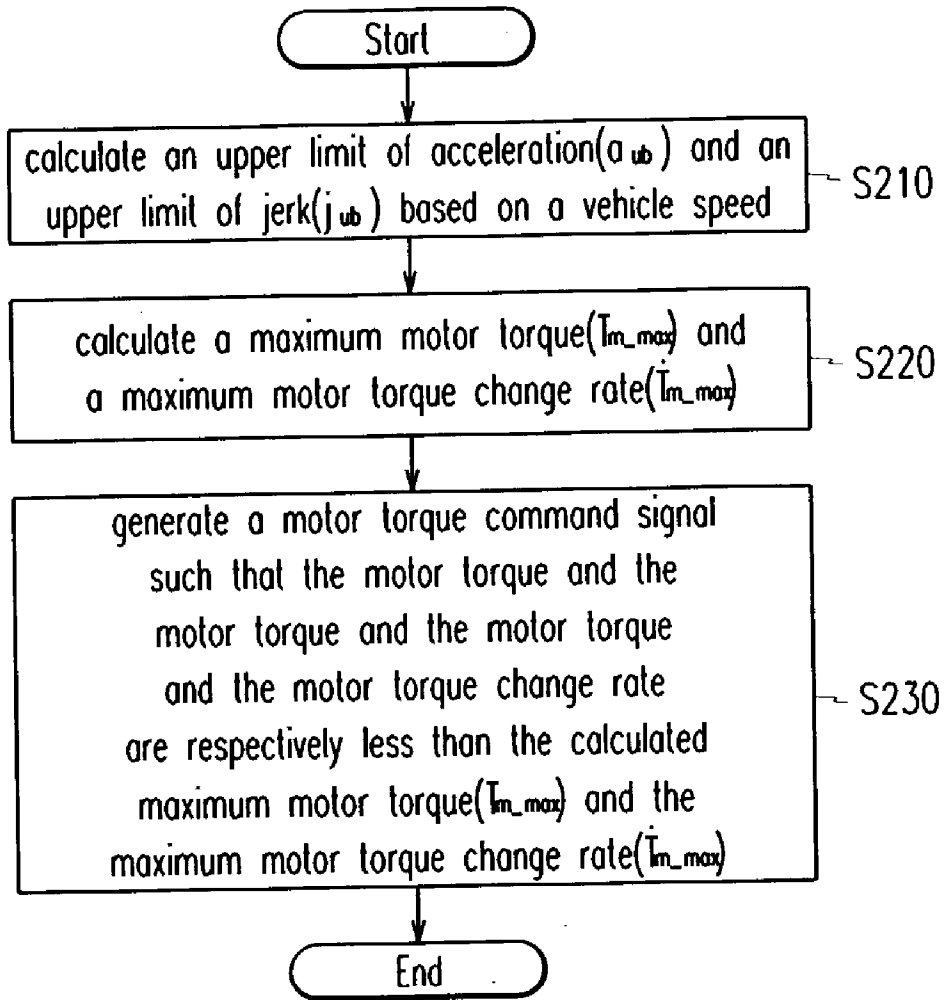 Start
calculate an upper limit of acceleration(a ub) and an
upper limit of jerk(j ub) based on a vehicle speed
S210
calculate a maximum motor torque(Tm_max) and
a maximum motor torque change rate(Ṫm_max)
S220
generate a motor torque command signal
such that the motor torque and the
motor torque and the motor torque
and the motor torque change rate
are respectively less than the calculated
maximum motor torque(Tm_max) and the
maximum motor torque change rate(Ṫm_max)
S230
End